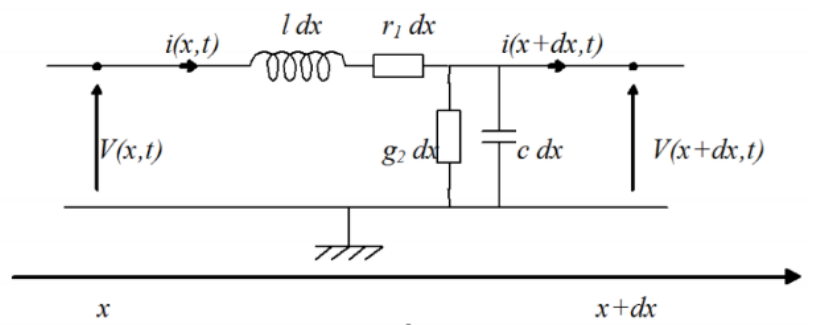 l dx r₁ dx
i(x,t) i(x+dx,t)
V(x,t) g₂ dx c dx V(x+dx,t)
x x+dx